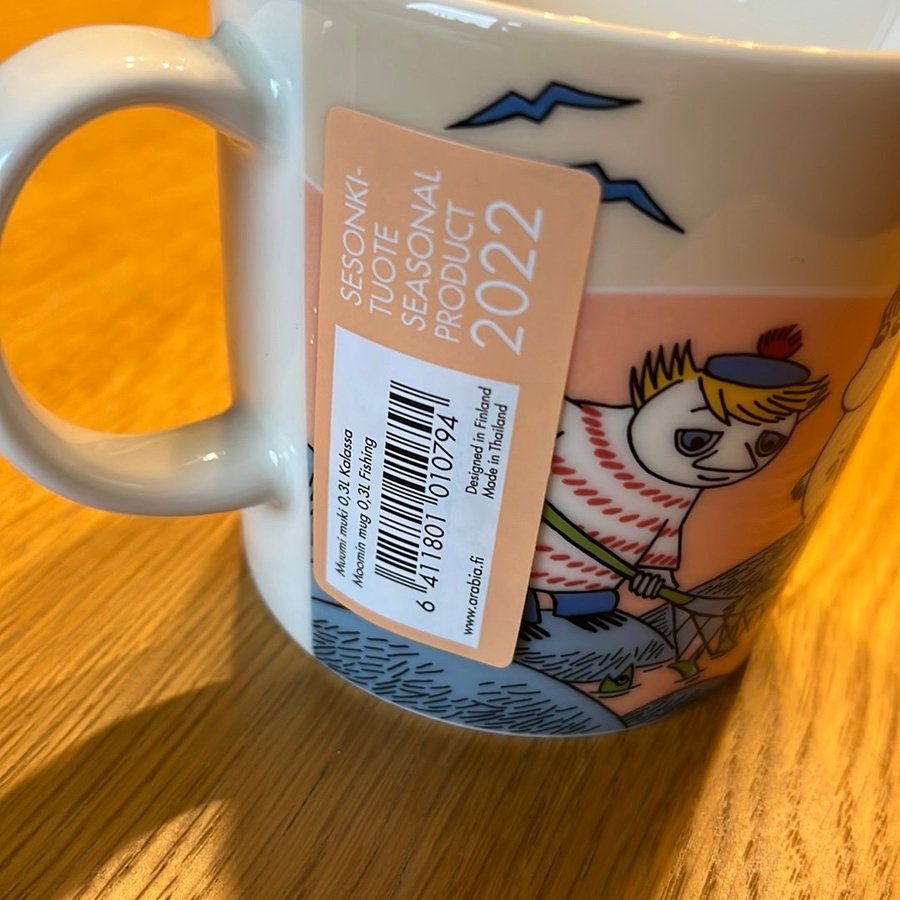 SESONKI-
TUOTE
SEASONAL
PRODUCT
2022
Muumi muki 0,3L Kalassa
Moomin mug 0,3L Fishing
6 411801 010794
Designed in Finland
Made in Thailand
www.arabia.fi